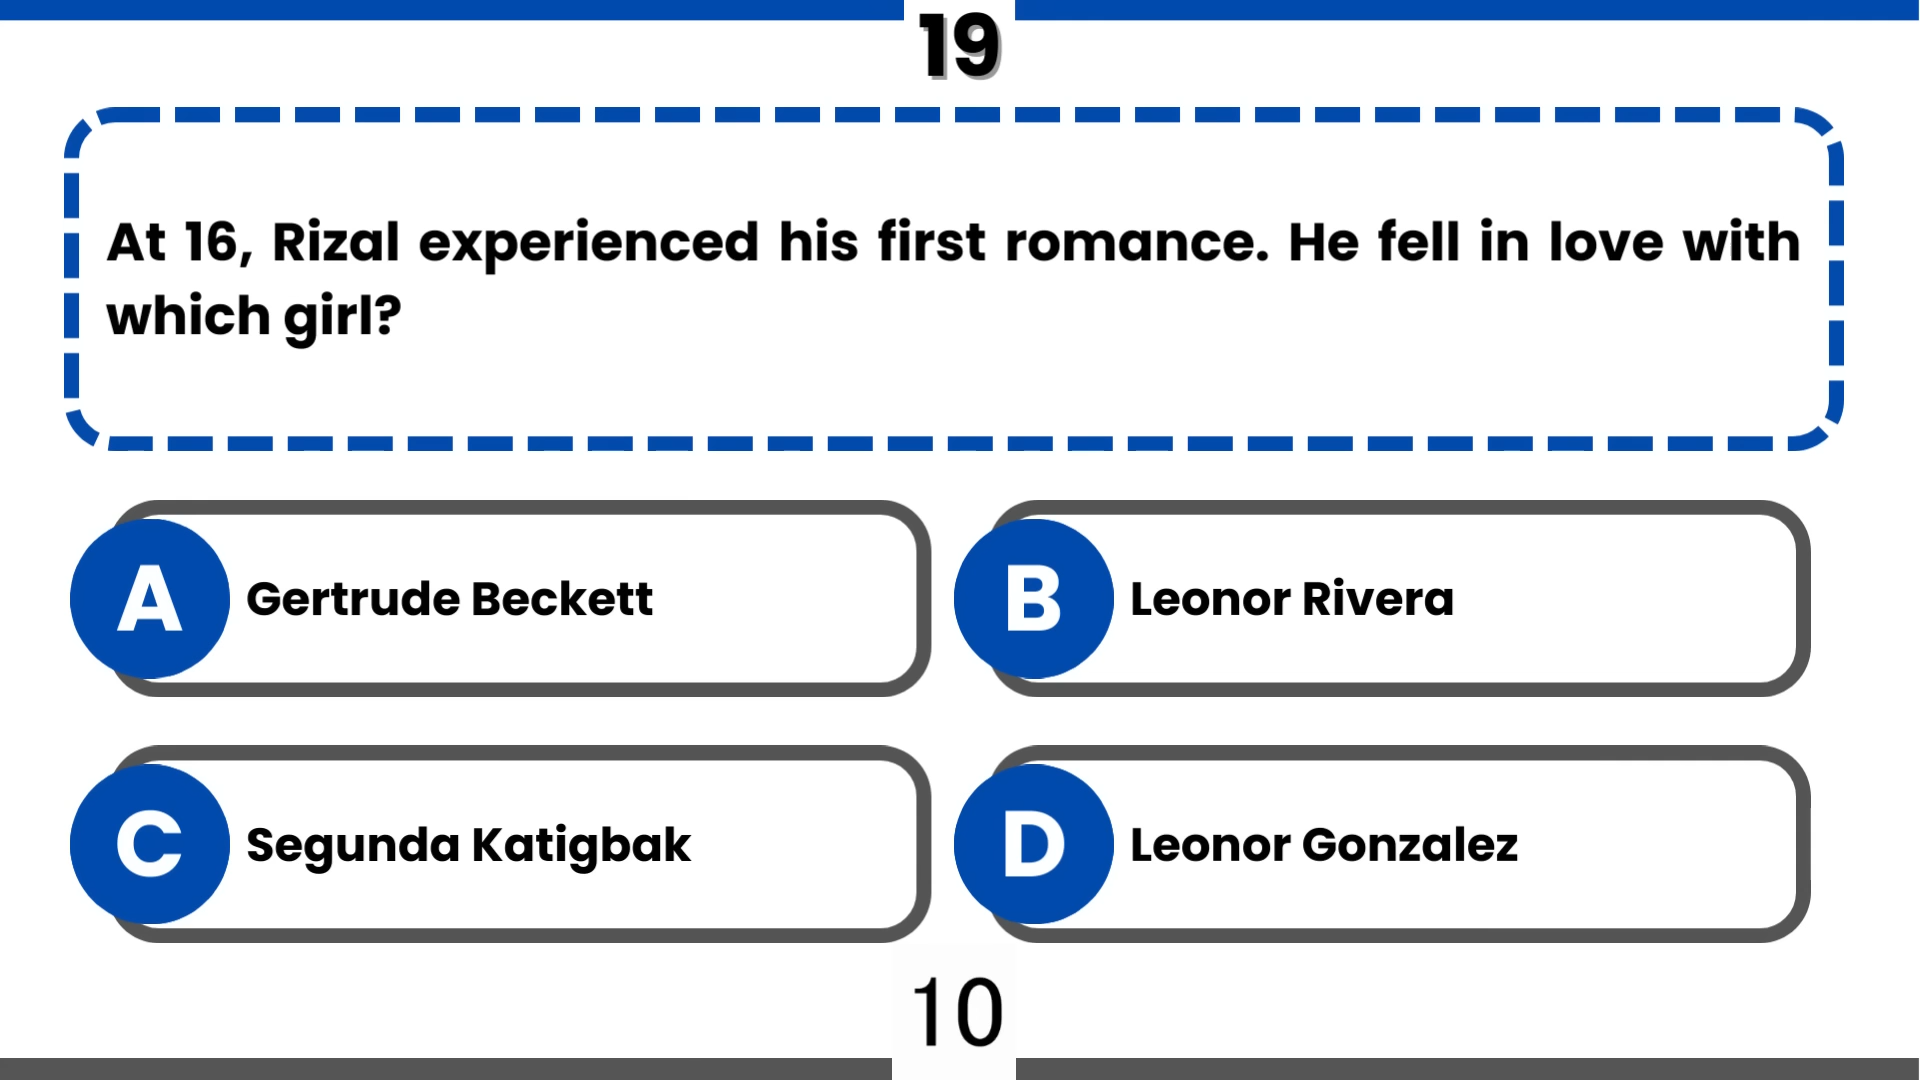 19
At 16, Rizal experienced his first romance. He fell in love with
which girl?
A Gertrude Beckett
B Leonor Rivera
C Segunda Katigbak
D Leonor Gonzalez
10